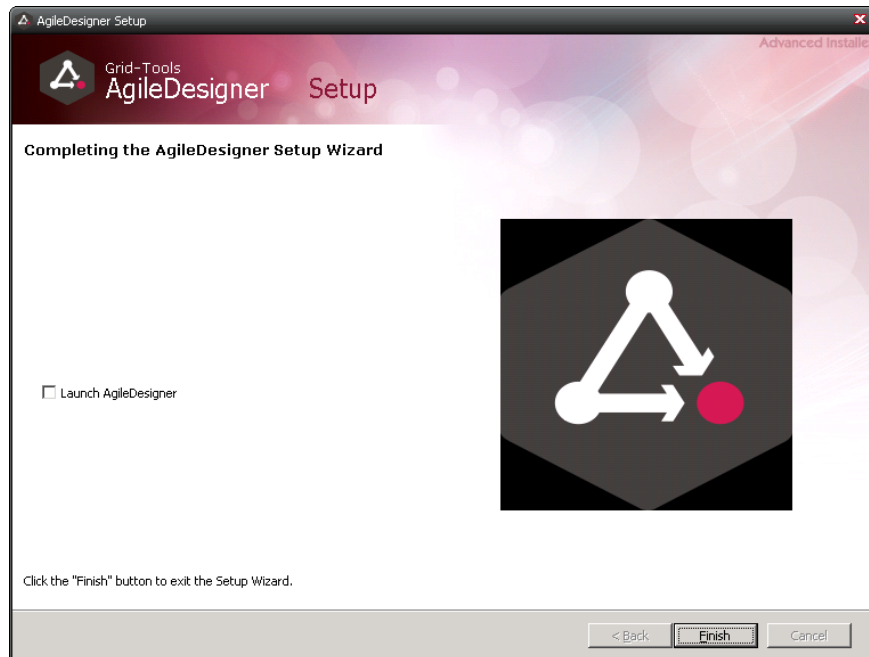 AgileDesigner Setup
Advanced Installe
Grid-Tools
AgileDesigner Setup
Completing the AgileDesigner Setup Wizard
Launch AgileDesigner
Click the "Finish" button to exit the Setup Wizard.
< Back Finish Cancel